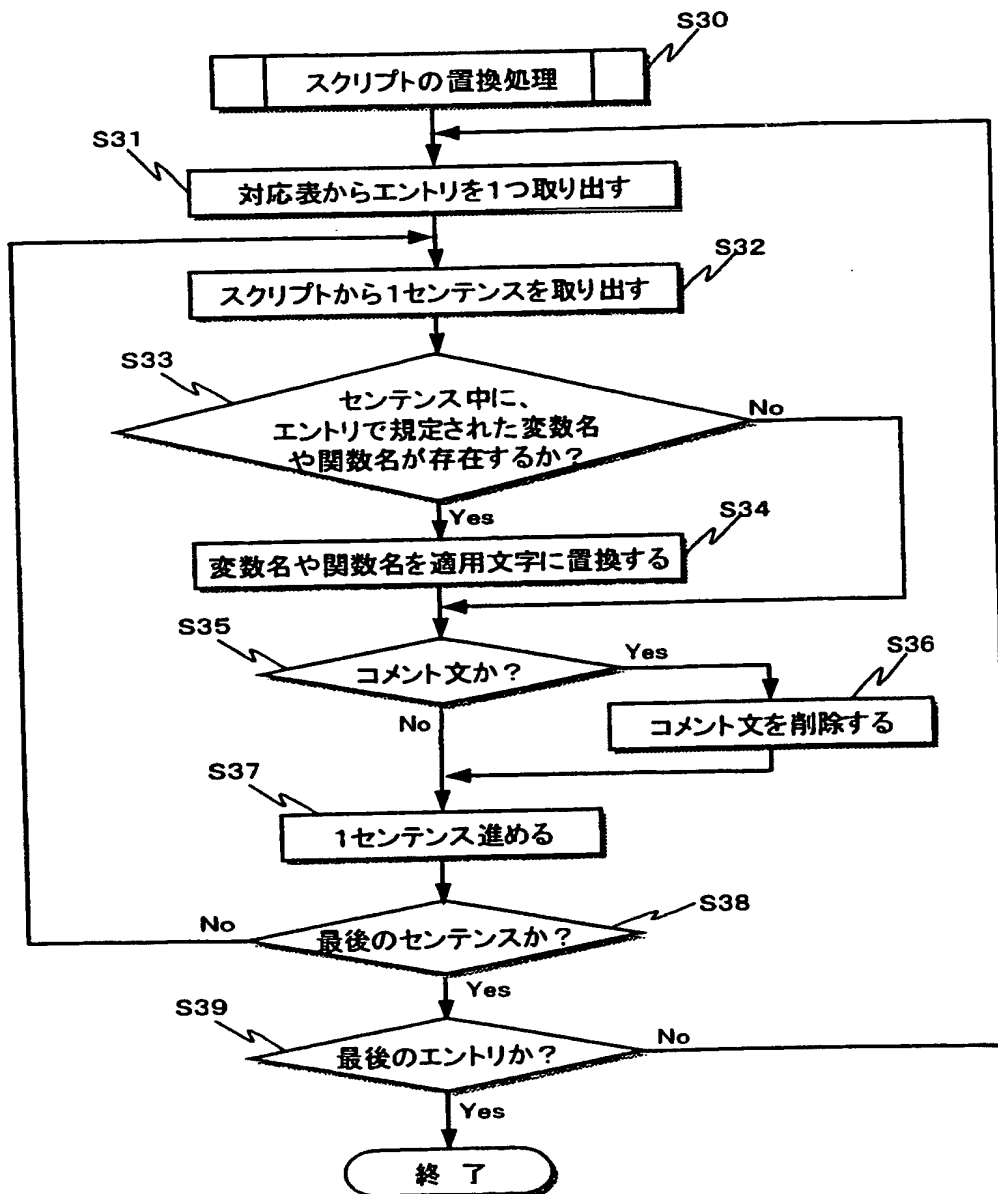 S30
スクリプトの置換処理
S31
対応表からエントリを1つ取り出す
S32
スクリプトから1センテンスを取り出す
S33
センテンス中に、
エントリで規定された変数名
や関数名が存在するか?
No
Yes
S34
変数名や関数名を適用文字に置換する
S35
コメント文か?
Yes
S36
No
コメント文を削除する
S37
1センテンス進める
No
S38
最後のセンテンスか?
Yes
S39
No
最後のエントリか?
Yes
終 了